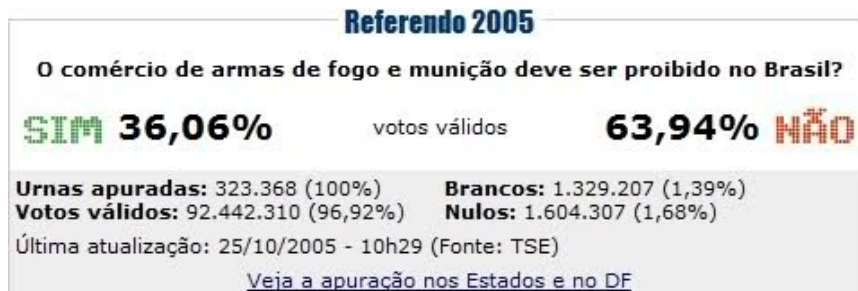 Referendo 2005
O comércio de armas de fogo e munição deve ser proibido no Brasil?
SIM 36,06% votos válidos 63,94% NÃO
Urnas apuradas: 323.368 (100%) Brancos: 1.329.207 (1,39%)
Votos válidos: 92.442.310 (96,92%) Nulos: 1.604.307 (1,68%)
Última atualização: 25/10/2005 - 10h29 (Fonte: TSE)
Veja a apuração nos Estados e no DF